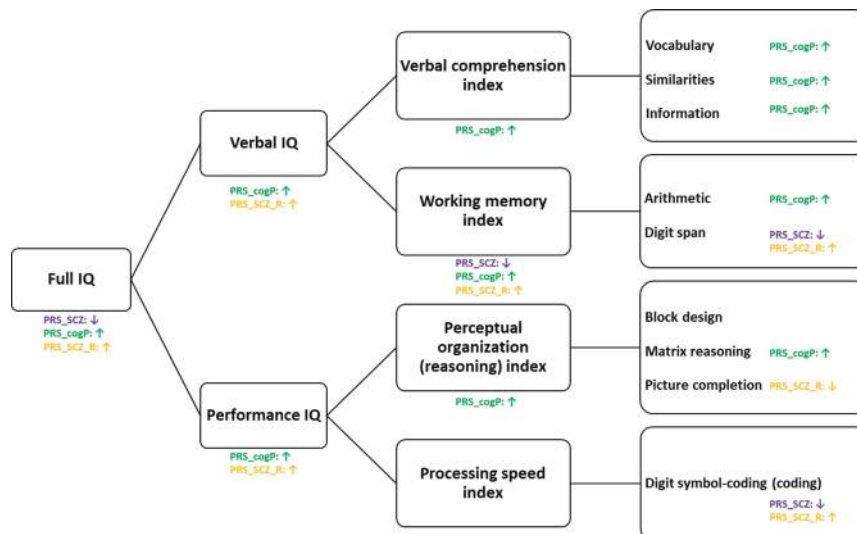 Full IQ
PRS_SCZ: ↓
PRS_cogP: ↑
PRS_SCZ_R: ↑
Verbal IQ
PRS_cogP: ↑
PRS_SCZ_R: ↑
Performance IQ
PRS_cogP: ↑
PRS_SCZ_R: ↑
Verbal comprehension
index
PRS_cogP: ↑
Working memory
index
PRS_SCZ: ↓
PRS_cogP: ↑
PRS_SCZ_R: ↑
Perceptual
organization
(reasoning) index
PRS_cogP: ↑
Processing speed
index
Vocabulary PRS_cogP: ↑
Similarities PRS_cogP: ↑
Information PRS_cogP: ↑
Arithmetic PRS_cogP: ↑
Digit span PRS_SCZ: ↓
PRS_SCZ_R: ↑
Block design
Matrix reasoning PRS_cogP: ↑
Picture completion PRS_SCZ_R: ↓
Digit symbol-coding (coding)
PRS_SCZ: ↓
PRS_SCZ_R: ↑